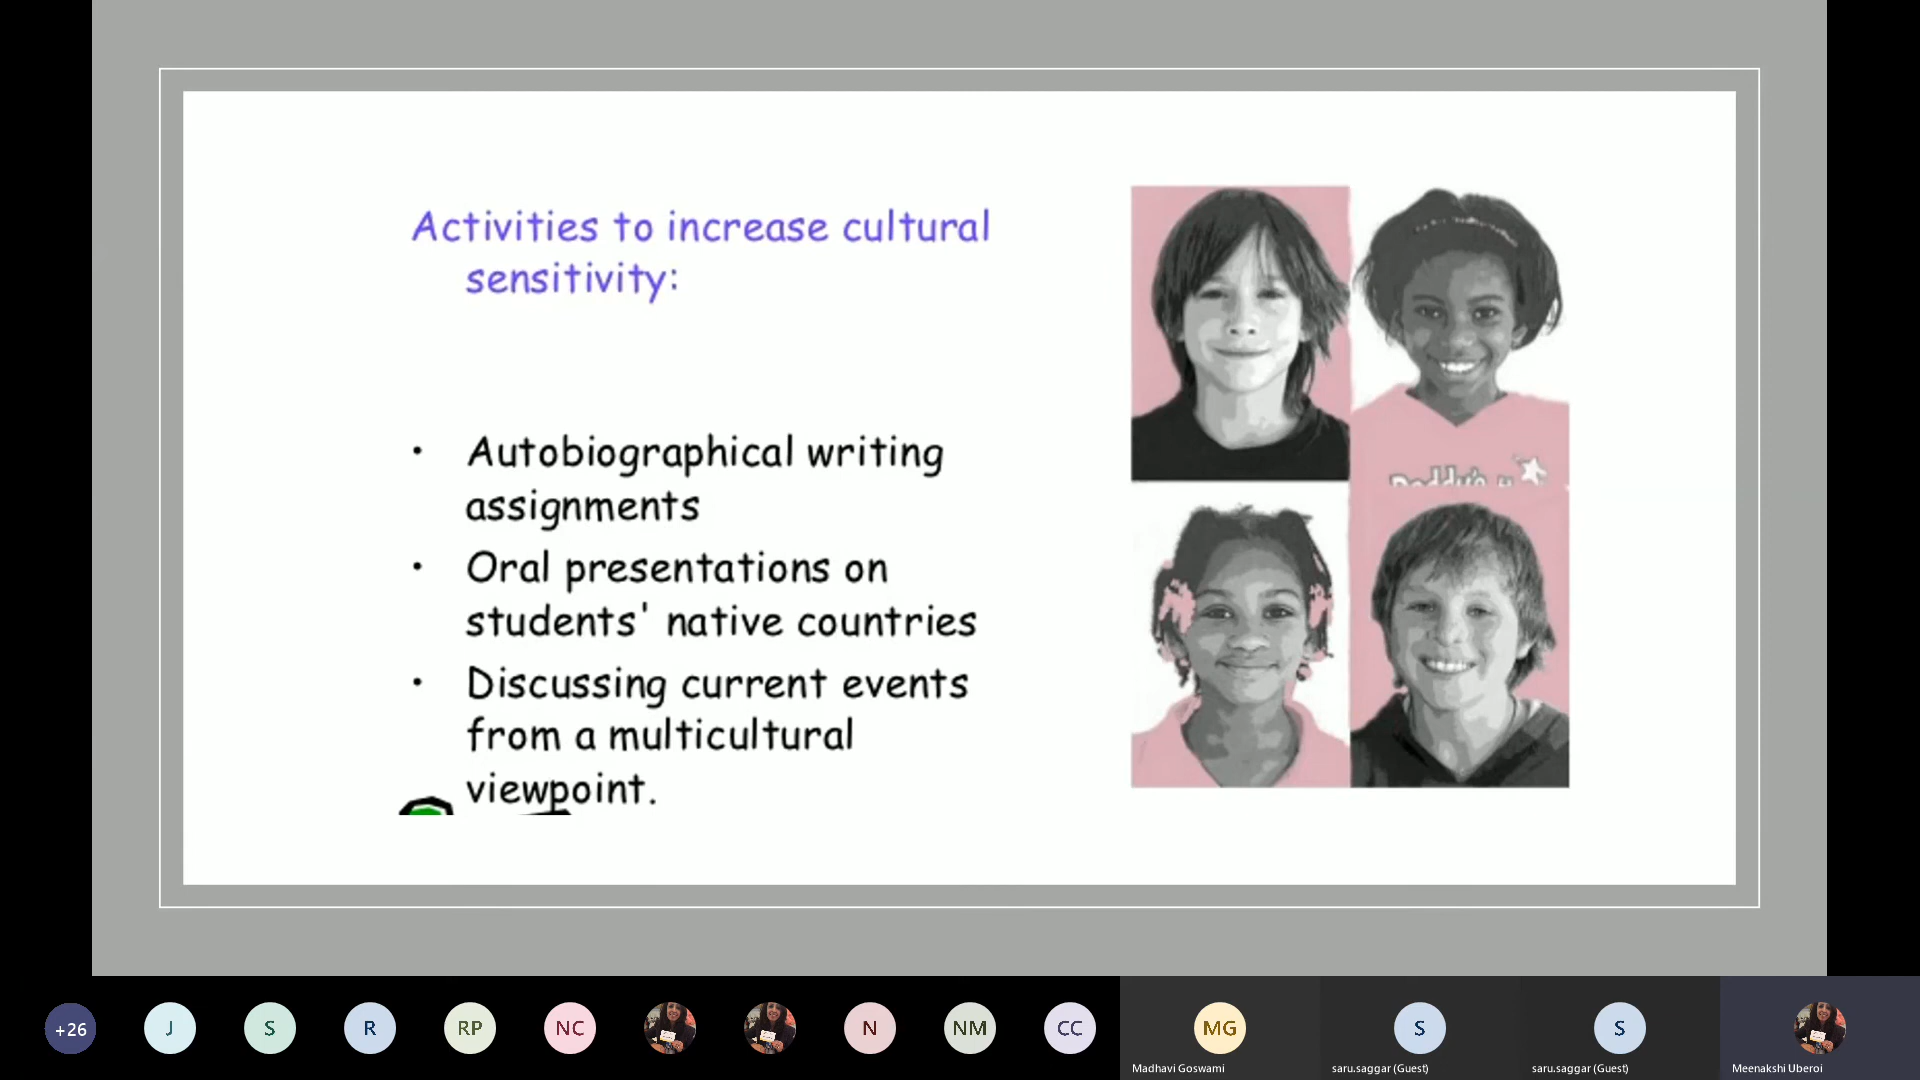 Activities to increase cultural
sensitivity:
• Autobiographical writing
assignments
• Oral presentations on
students' native countries
• Discussing current events
from a multicultural
viewpoint.
+26
J
S
R
RP
NC
N
NM
CC
MG
Madhavi Goswami
S
saru.saggar (Guest)
S
saru.saggar (Guest)
Meenakshi Uberoi